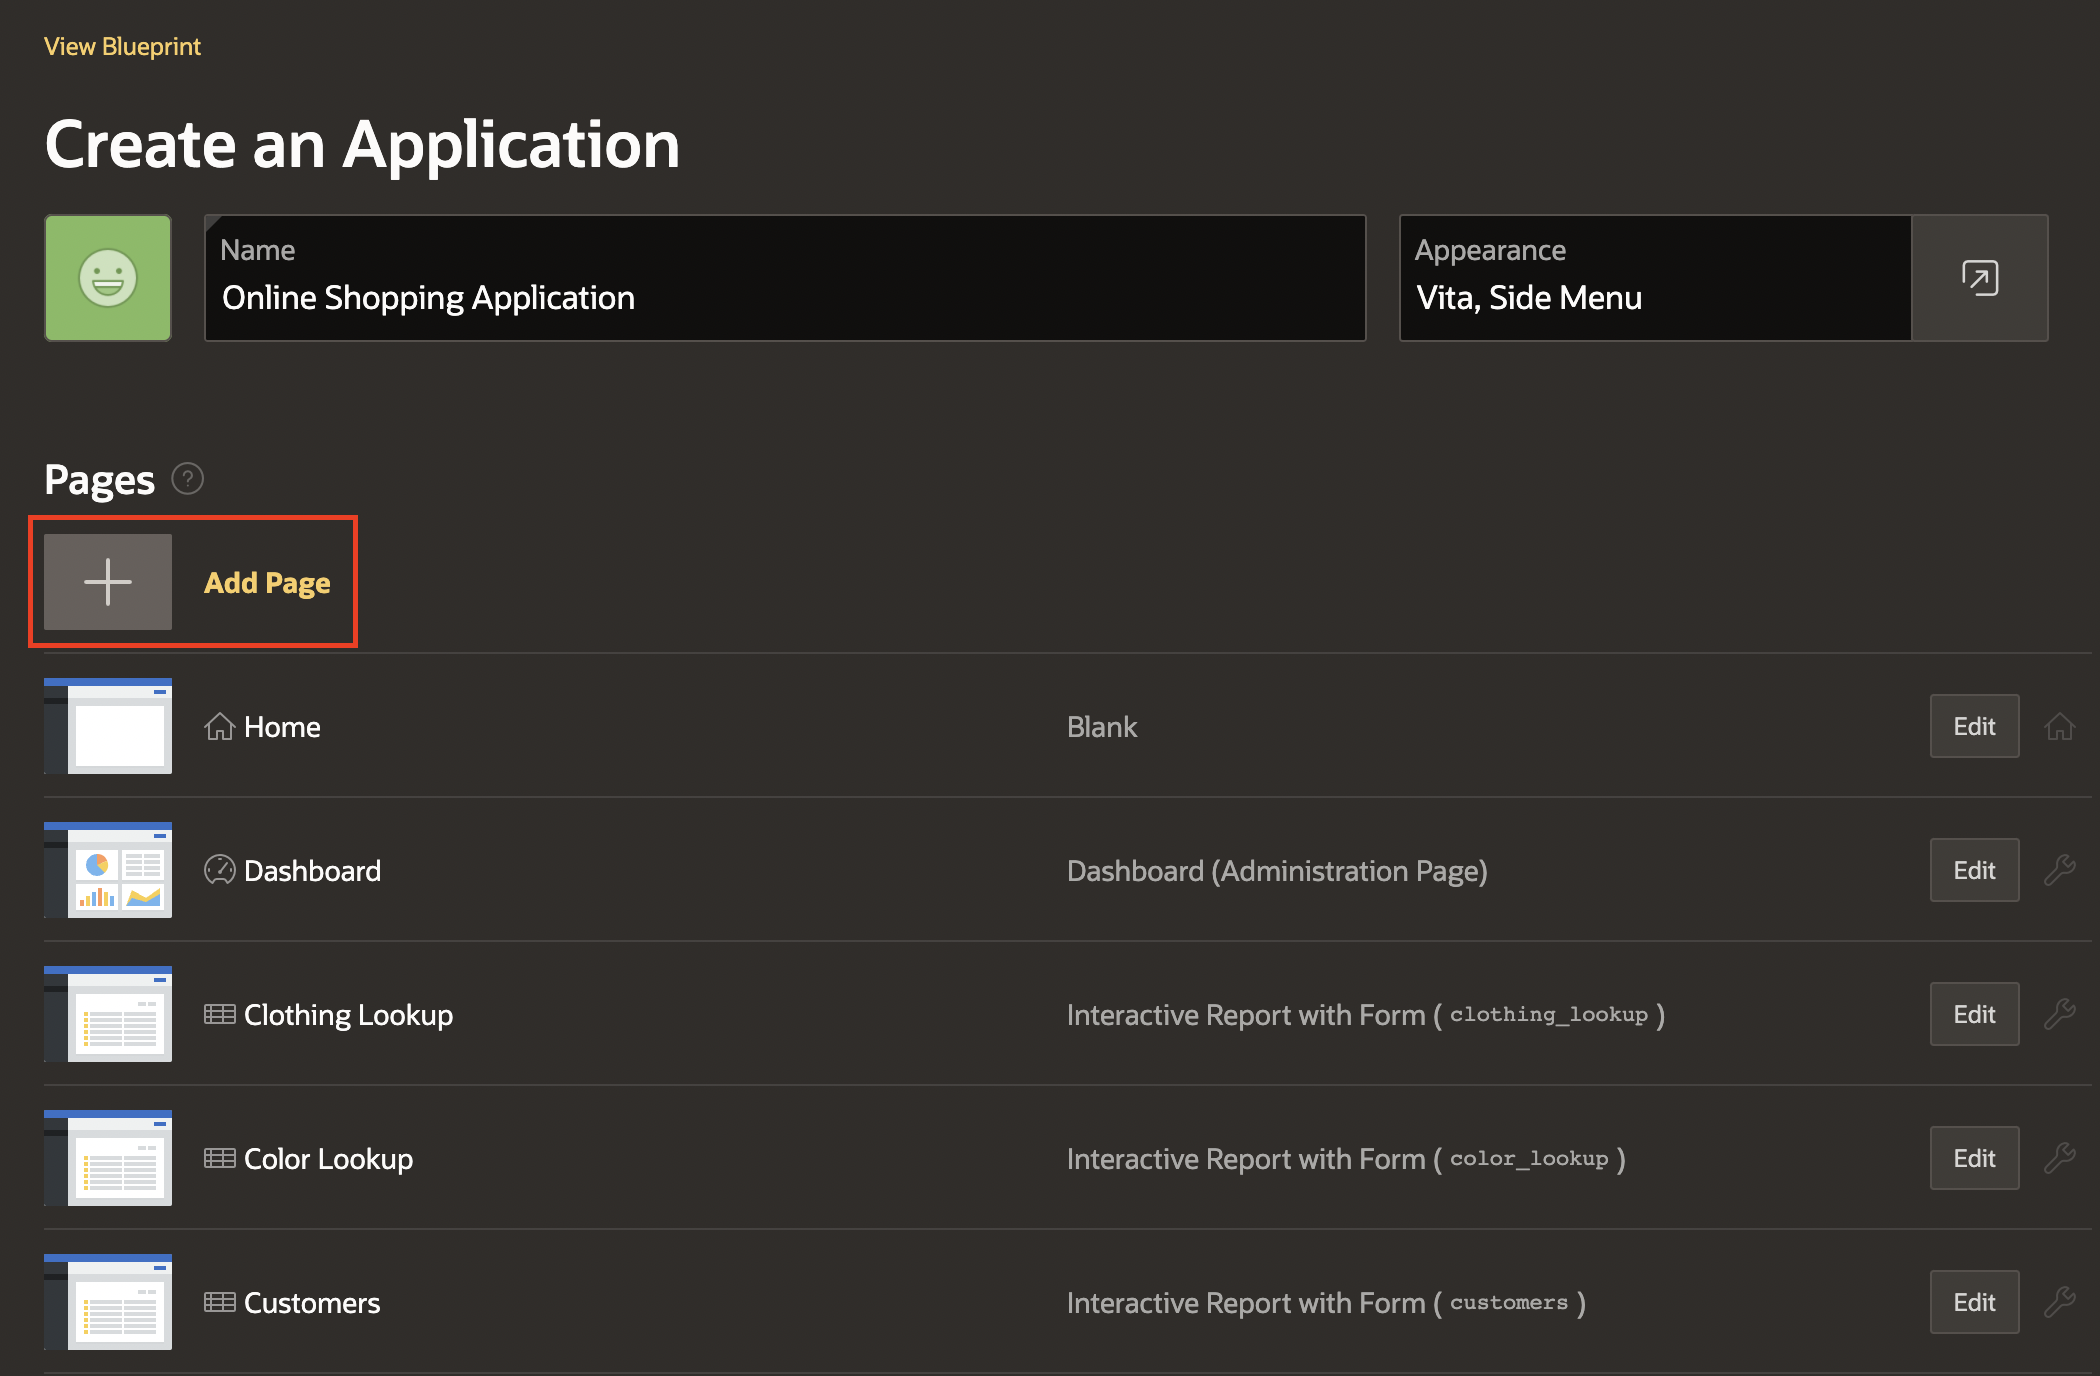 View Blueprint
Create an Application
Name
Online Shopping Application
Appearance
Vita, Side Menu
Pages ?
Add Page
Home Blank Edit
Dashboard Dashboard (Administration Page) Edit
Clothing Lookup Interactive Report with Form ( clothing_lookup ) Edit
Color Lookup Interactive Report with Form ( color_lookup ) Edit
Customers Interactive Report with Form ( customers ) Edit